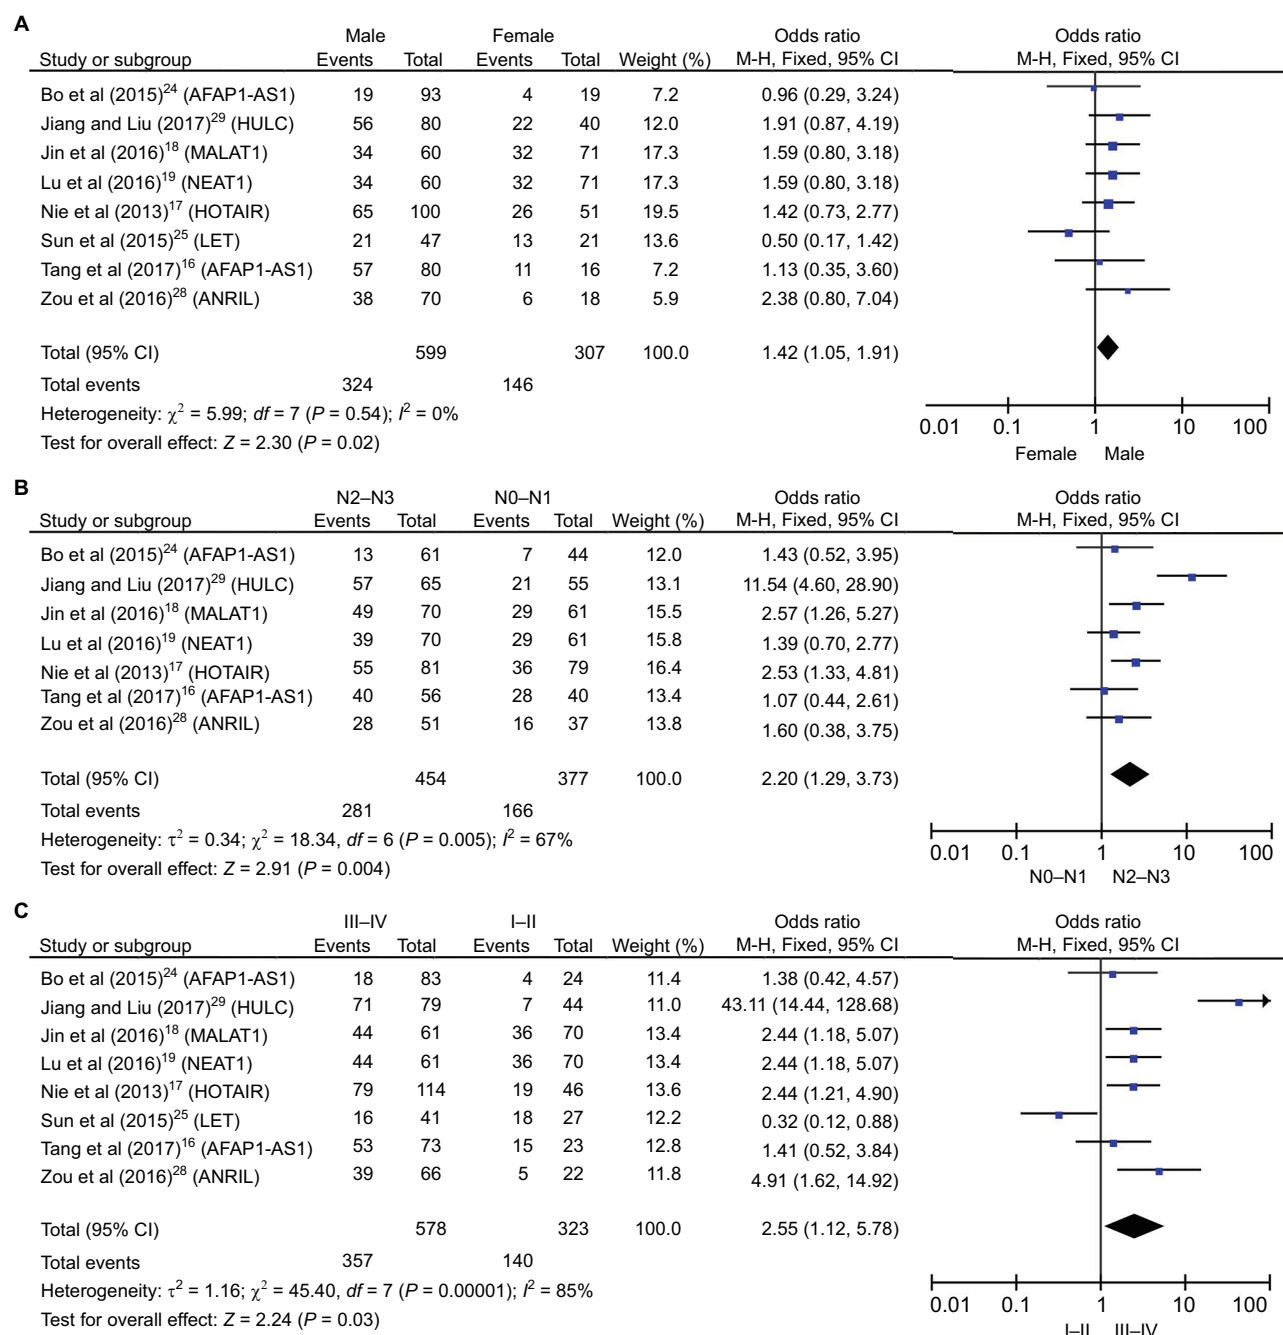 A
Male Female Odds ratio Odds ratio
Study or subgroup Events Total Events Total Weight (%) M-H, Fixed, 95% CI M-H, Fixed, 95% CI
Bo et al (2015)24 (AFAP1-AS1) 19 93 4 19 7.2 0.96 (0.29, 3.24)
Jiang and Liu (2017)29 (HULC) 56 80 22 40 12.0 1.91 (0.87, 4.19)
Jin et al (2016)18 (MALAT1) 34 60 32 71 17.3 1.59 (0.80, 3.18)
Lu et al (2016)19 (NEAT1) 34 60 32 71 17.3 1.59 (0.80, 3.18)
Nie et al (2013)17 (HOTAIR) 65 100 26 51 19.5 1.42 (0.73, 2.77)
Sun et al (2015)25 (LET) 21 47 13 21 13.6 0.50 (0.17, 1.42)
Tang et al (2017)16 (AFAP1-AS1) 57 80 11 16 7.2 1.13 (0.35, 3.60)
Zou et al (2016)28 (ANRIL) 38 70 6 18 5.9 2.38 (0.80, 7.04)
Total (95% CI) 599 307 100.0 1.42 (1.05, 1.91)
Total events 324 146
Heterogeneity: χ2 = 5.99; df = 7 (P = 0.54); I2 = 0%
Test for overall effect: Z = 2.30 (P = 0.02)
0.01 0.1 1 10 100
Female Male
B
N2–N3 N0–N1 Odds ratio Odds ratio
Study or subgroup Events Total Events Total Weight (%) M-H, Fixed, 95% CI M-H, Fixed, 95% CI
Bo et al (2015)24 (AFAP1-AS1) 13 61 7 44 12.0 1.43 (0.52, 3.95)
Jiang and Liu (2017)29 (HULC) 57 65 21 55 13.1 11.54 (4.60, 28.90)
Jin et al (2016)18 (MALAT1) 49 70 29 61 15.5 2.57 (1.26, 5.27)
Lu et al (2016)19 (NEAT1) 39 70 29 61 15.8 1.39 (0.70, 2.77)
Nie et al (2013)17 (HOTAIR) 55 81 36 79 16.4 2.53 (1.33, 4.81)
Tang et al (2017)16 (AFAP1-AS1) 40 56 28 40 13.4 1.07 (0.44, 2.61)
Zou et al (2016)28 (ANRIL) 28 51 16 37 13.8 1.60 (0.38, 3.75)
Total (95% CI) 454 377 100.0 2.20 (1.29, 3.73)
Total events 281 166
Heterogeneity: τ2 = 0.34; χ2 = 18.34, df = 6 (P = 0.005); I2 = 67%
Test for overall effect: Z = 2.91 (P = 0.004)
0.01 0.1 1 10 100
N0–N1 N2–N3
C
III–IV I–II Odds ratio Odds ratio
Study or subgroup Events Total Events Total Weight (%) M-H, Fixed, 95% CI M-H, Fixed, 95% CI
Bo et al (2015)24 (AFAP1-AS1) 18 83 4 24 11.4 1.38 (0.42, 4.57)
Jiang and Liu (2017)29 (HULC) 71 79 7 44 11.0 43.11 (14.44, 128.68)
Jin et al (2016)18 (MALAT1) 44 61 36 70 13.4 2.44 (1.18, 5.07)
Lu et al (2016)19 (NEAT1) 44 61 36 70 13.4 2.44 (1.18, 5.07)
Nie et al (2013)17 (HOTAIR) 79 114 19 46 13.6 2.44 (1.21, 4.90)
Sun et al (2015)25 (LET) 16 41 18 27 12.2 0.32 (0.12, 0.88)
Tang et al (2017)16 (AFAP1-AS1) 53 73 15 23 12.8 1.41 (0.52, 3.84)
Zou et al (2016)28 (ANRIL) 39 66 5 22 11.8 4.91 (1.62, 14.92)
Total (95% CI) 578 323 100.0 2.55 (1.12, 5.78)
Total events 357 140
Heterogeneity: τ2 = 1.16; χ2 = 45.40, df = 7 (P = 0.00001); I2 = 85%
Test for overall effect: Z = 2.24 (P = 0.03)
0.01 0.1 1 10 100
I–II III–IV